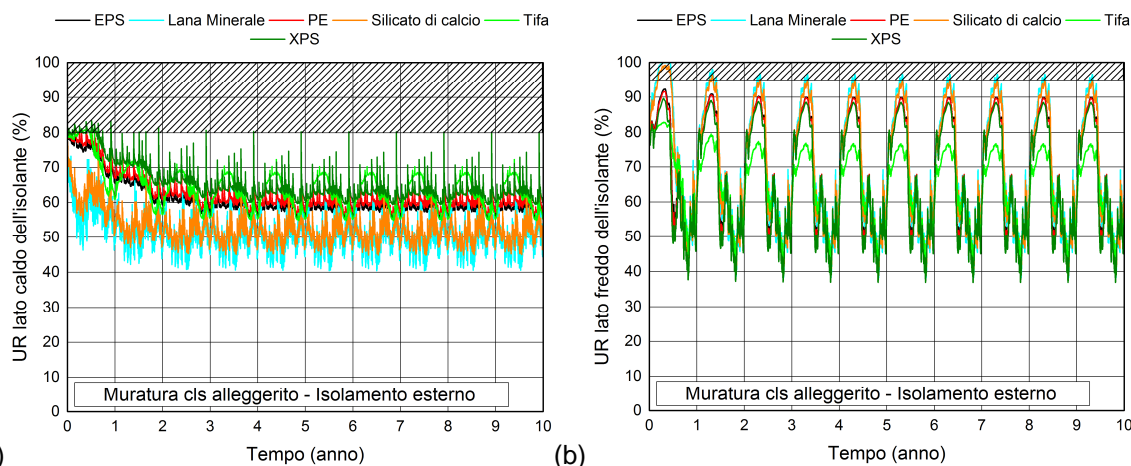 EPS Lana Minerale PE Silicato di calcio Tifa
XPS
UR lato caldo dell'isolante (%)
100
90
80
70
60
50
40
30
20
10
0
Muratura cls alleggerito - Isolamento esterno
0 1 2 3 4 5 6 7 8 9 10
Tempo (anno)
)
EPS Lana Minerale PE Silicato di calcio Tifa
XPS
UR lato freddo dell'isolante (%)
100
90
80
70
60
50
40
30
20
10
0
Muratura cls alleggerito - Isolamento esterno
0 1 2 3 4 5 6 7 8 9 10
Tempo (anno)
(b)